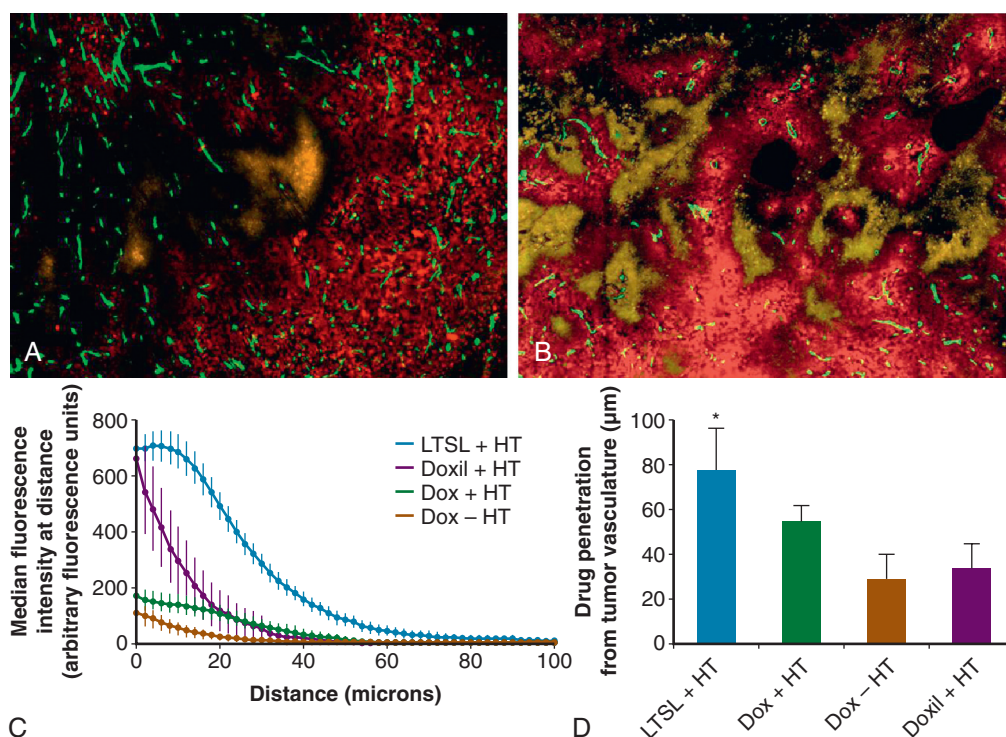 A
B
Median fluorescence
intensity at distance
(arbitrary fluorescence units)
800
600
400
200
0
0
20
40
60
80
100
Distance (microns)
LTSL + HT
Doxil + HT
Dox + HT
Dox – HT
C
Drug penetration
from tumor vasculature (µm)
100
80
60
40
20
0
*
LTSL + HT
Dox + HT
Dox – HT
Doxil + HT
D